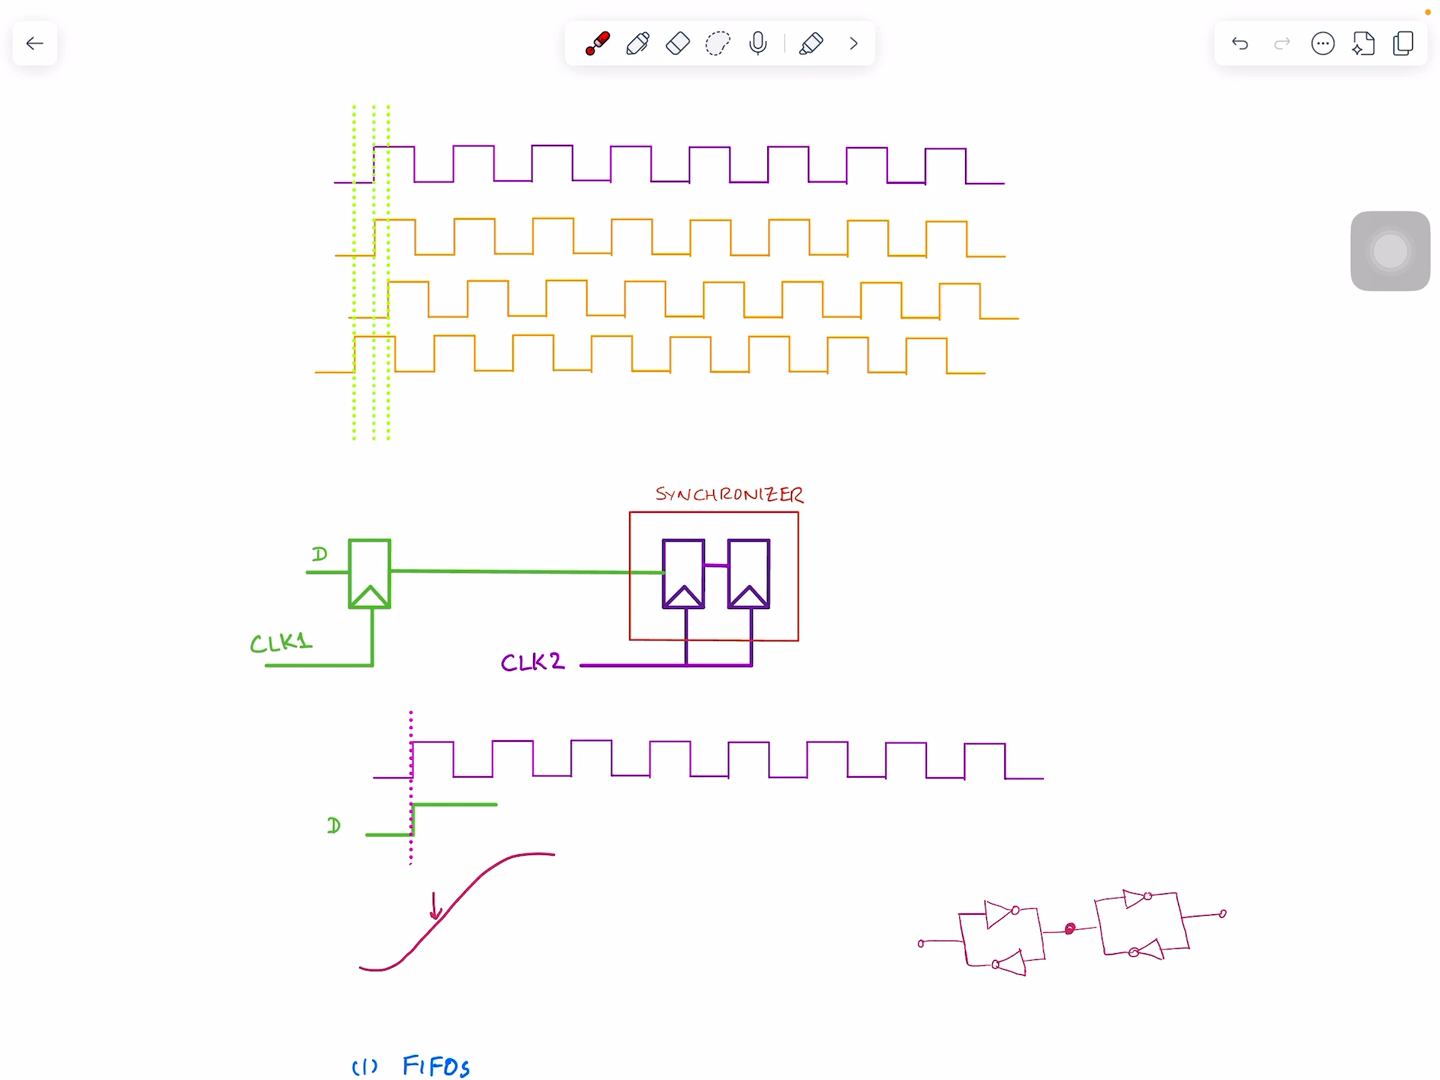 SYNCHRONIZER
D
CLK1
CLK2
D
(1) FIFOs